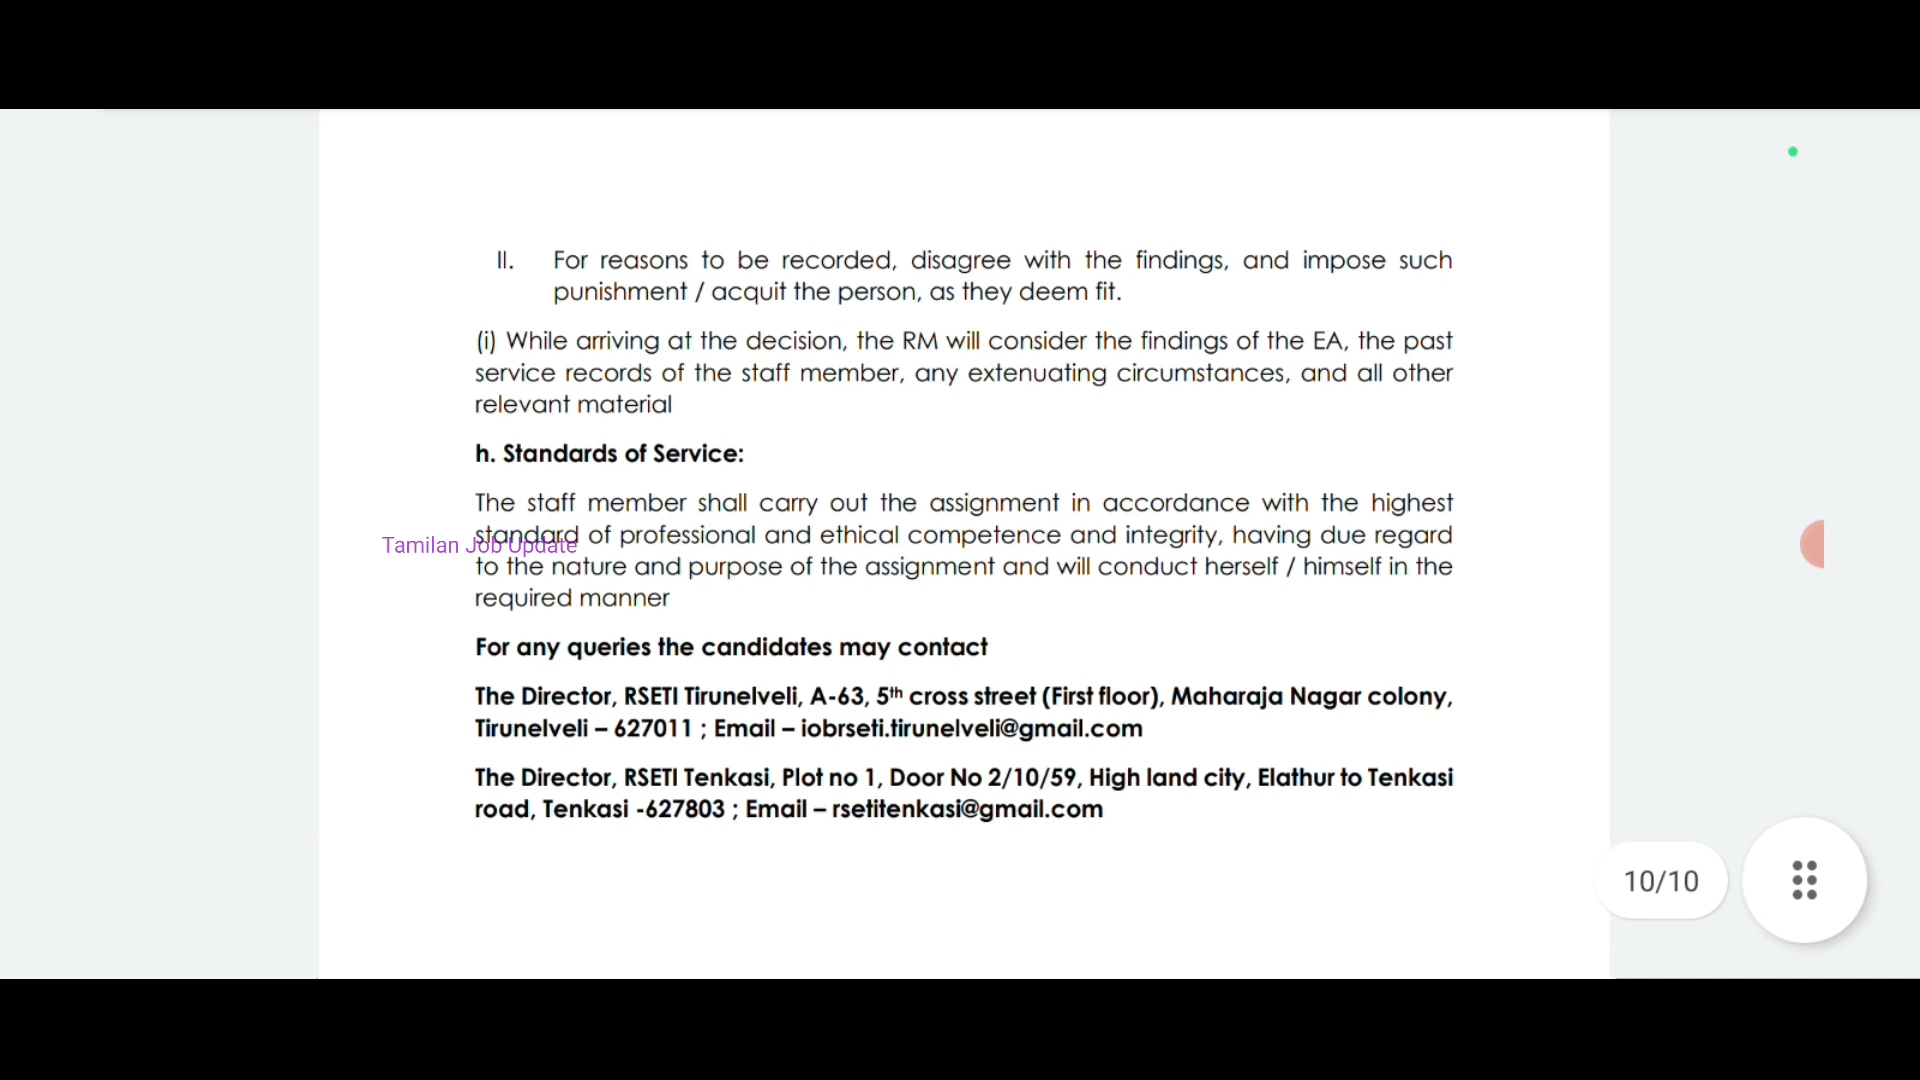 II. For reasons to be recorded, disagree with the findings, and impose such
punishment / acquit the person, as they deem fit.
(i) While arriving at the decision, the RM will consider the findings of the EA, the past
service records of the staff member, any extenuating circumstances, and all other
relevant material
h. Standards of Service:
The staff member shall carry out the assignment in accordance with the highest
standard of professional and ethical competence and integrity, having due regard
Tamilan Job Update
to the nature and purpose of the assignment and will conduct herself / himself in the
required manner
For any queries the candidates may contact
The Director, RSETI Tirunelveli, A-63, 5th cross street (First floor), Maharaja Nagar colony,
Tirunelveli – 627011 ; Email – iobrseti.tirunelveli@gmail.com
The Director, RSETI Tenkasi, Plot no 1, Door No 2/10/59, High land city, Elathur to Tenkasi
road, Tenkasi -627803 ; Email – rsetitenkasi@gmail.com
10/10